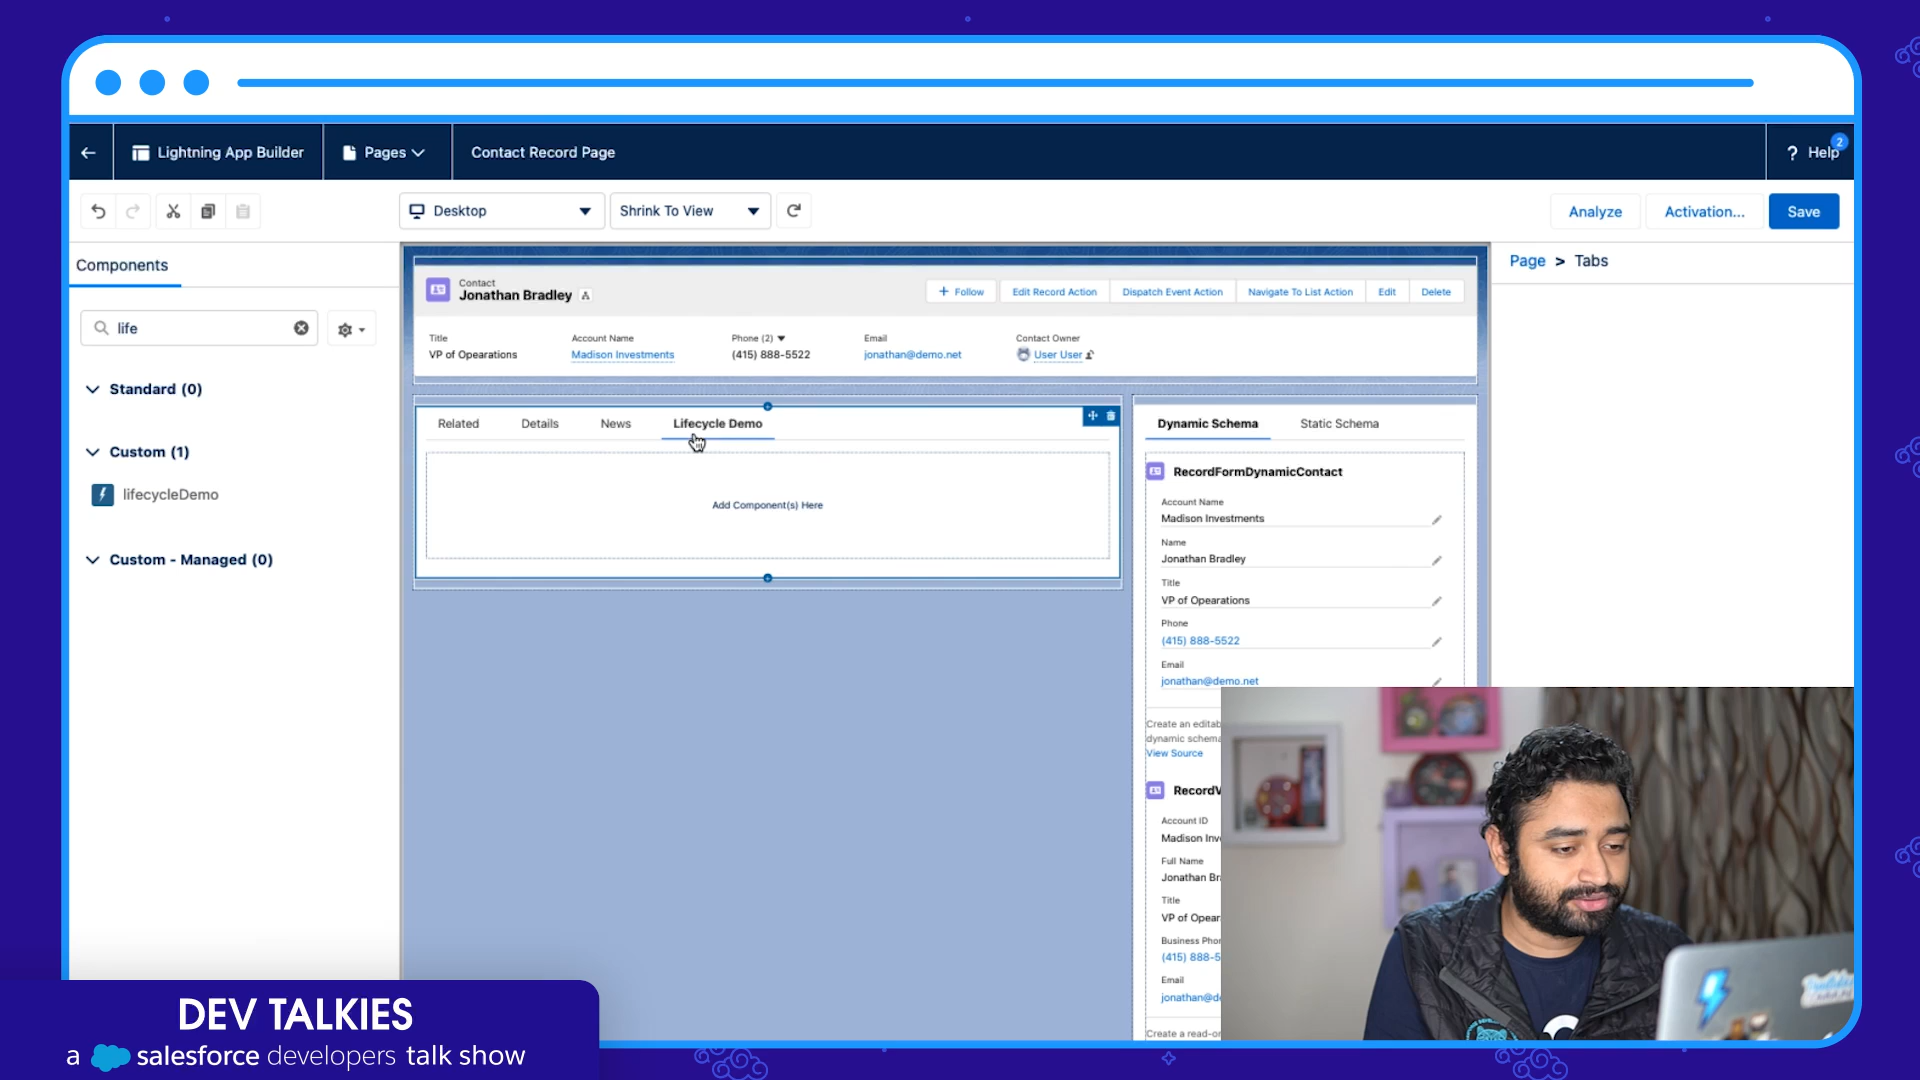 Lightning App Builder
Pages
Contact Record Page
? Help
2
Desktop
Shrink To View
Analyze
Activation...
Save
Components
life
Standard (0)
Custom (1)
lifecycleDemo
Custom - Managed (0)
Contact
Jonathan Bradley
+ Follow
Edit Record Action
Dispatch Event Action
Navigate To List Action
Edit
Delete
Title
VP of Opearations
Account Name
Madison Investments
Phone (2)
(415) 888-5522
Email
jonathan@demo.net
Contact Owner
User User
Related
Details
News
Lifecycle Demo
Add Component(s) Here
Dynamic Schema
Static Schema
RecordFormDynamicContact
Account Name
Madison Investments
Name
Jonathan Bradley
Title
VP of Opearations
Phone
(415) 888-5522
Email
jonathan@demo.net
Create an editab
dynamic schema
View Source
RecordV
Account ID
Madison Inv
Full Name
Jonathan Br
Title
VP of Opear
Business Phon
(415) 888-5
Email
jonathan@d
Create a read-o
Page > Tabs
DEV TALKIES
a salesforce developers talk show